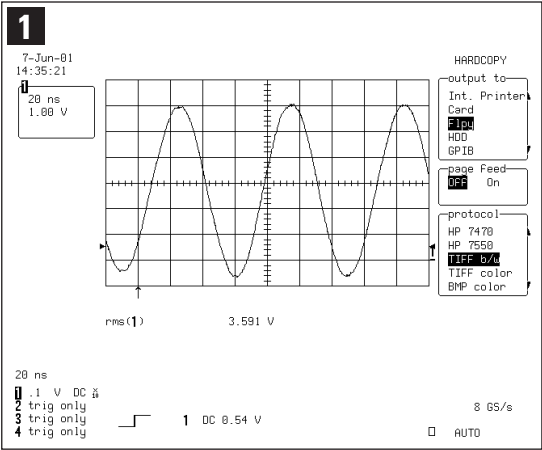 1
7-Jun-01
14:35:21
1
20 ns
1.00 V
HARDCOPY
output to
Int. Printer
Card
Flpy
HDD
GPIB
page feed
OFF On
protocol
HP 7470
HP 7550
TIFF b/w
TIFF color
BMP color
rms(1) 3.591 V
20 ns
1 .1 V DC X10
2 trig only
3 trig only
4 trig only
1 DC 0.54 V
8 GS/s
AUTO